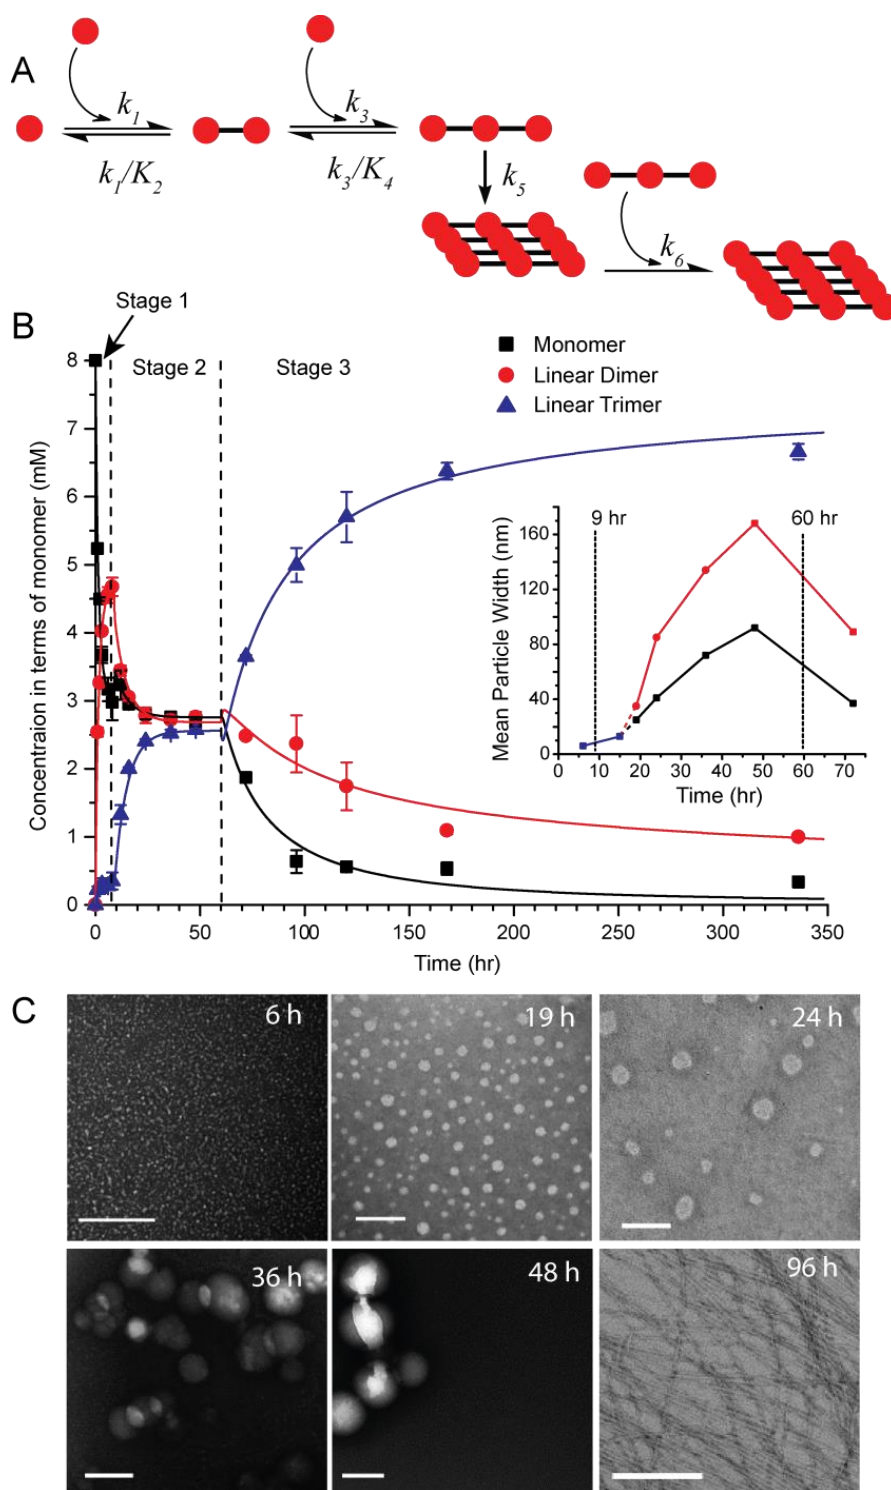 A
k1
k3
k1/K2
k3/K4
k5
k6
Stage 1
B
Stage 2
Stage 3
Monomer
Linear Dimer
Linear Trimer
Concentraion in terms of monomer (mM)
8
7
6
5
4
3
2
1
0
0
50
100
150
200
250
300
350
Time (hr)
9 hr
60 hr
Mean Particle Width (nm)
160
120
80
40
0
0
10
20
30
40
50
60
70
Time (hr)
C
6 h
19 h
24 h
36 h
48 h
96 h